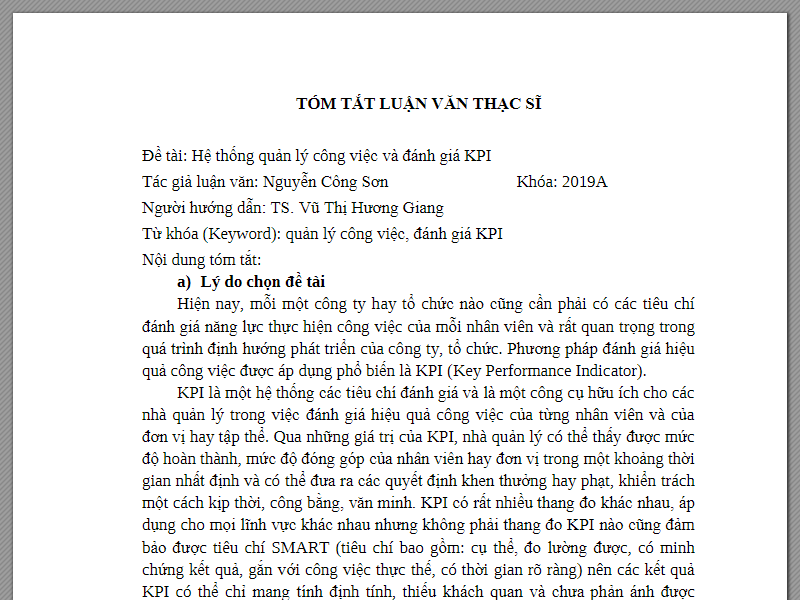 TÓM TẮT LUẬN VĂN THẠC SĨ
Đề tài: Hệ thống quản lý công việc và đánh giá KPI
Tác giả luận văn: Nguyễn Công Sơn Khóa: 2019A
Người hướng dẫn: TS. Vũ Thị Hương Giang
Từ khóa (Keyword): quản lý công việc, đánh giá KPI
Nội dung tóm tắt:
a) Lý do chọn đề tài
Hiện nay, mỗi một công ty hay tổ chức nào cũng cần phải có các tiêu chí
đánh giá năng lực thực hiện công việc của mỗi nhân viên và rất quan trọng trong
quá trình định hướng phát triển của công ty, tổ chức. Phương pháp đánh giá hiệu
quả công việc được áp dụng phổ biến là KPI (Key Performance Indicator).
KPI là một hệ thống các tiêu chí đánh giá và là một công cụ hữu ích cho các
nhà quản lý trong việc đánh giá hiệu quả công việc của từng nhân viên và của
đơn vị hay tập thể. Qua những giá trị của KPI, nhà quản lý có thể thấy được mức
độ hoàn thành, mức độ đóng góp của nhân viên hay đơn vị trong một khoảng thời
gian nhất định và có thể đưa ra các quyết định khen thưởng hay phạt, khiển trách
một cách kịp thời, công bằng, văn minh. KPI có rất nhiều thang đo khác nhau, áp
dụng cho mọi lĩnh vực khác nhau nhưng không phải thang đo KPI nào cũng đảm
bảo được tiêu chí SMART (tiêu chí bao gồm: cụ thể, đo lường được, có minh
chứng kết quả, gắn với công việc thực thế, có thời gian rõ ràng) nên các kết quả
KPI có thể chỉ mang tính định tính, thiếu khách quan và chưa phản ánh được